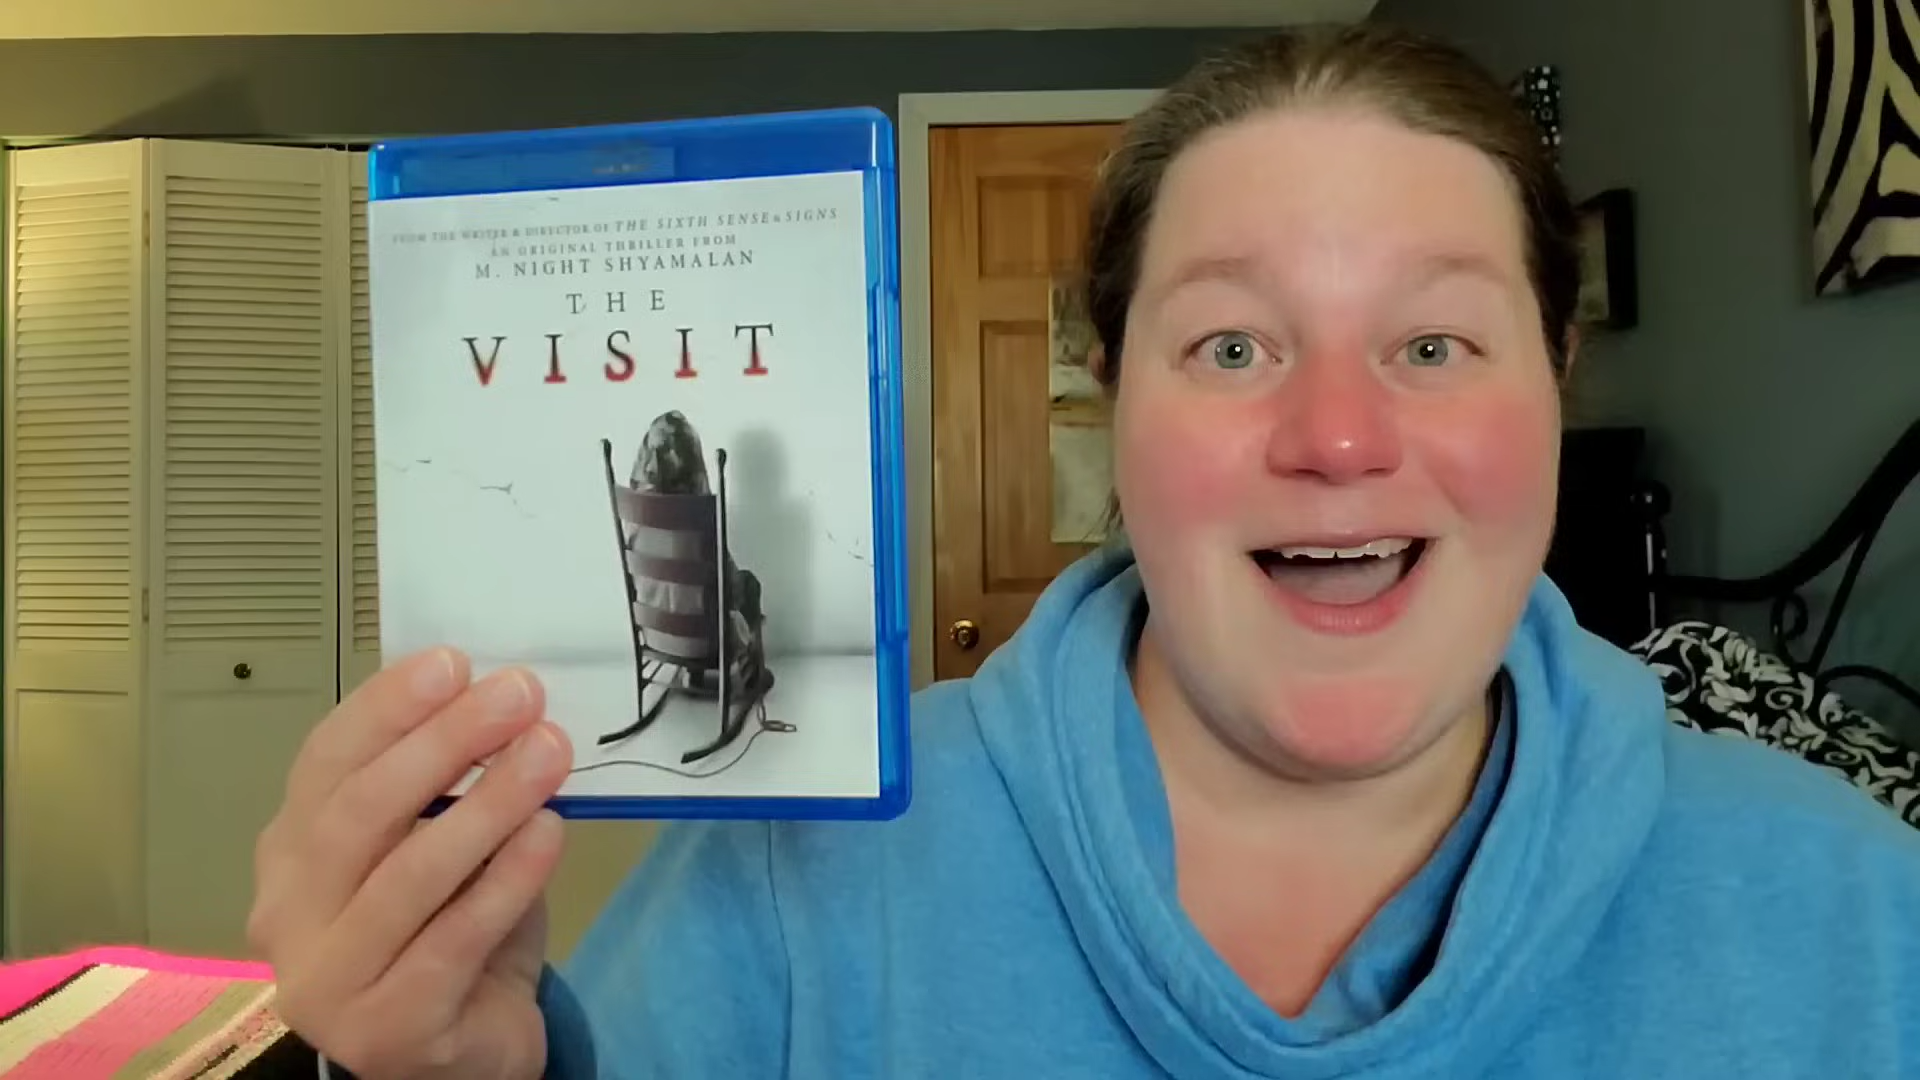 FROM THE WRITER & DIRECTOR OF THE SIXTH SENSE & SIGNS
AN ORIGINAL THRILLER FROM
M. NIGHT SHYAMALAN
THE
VISIT